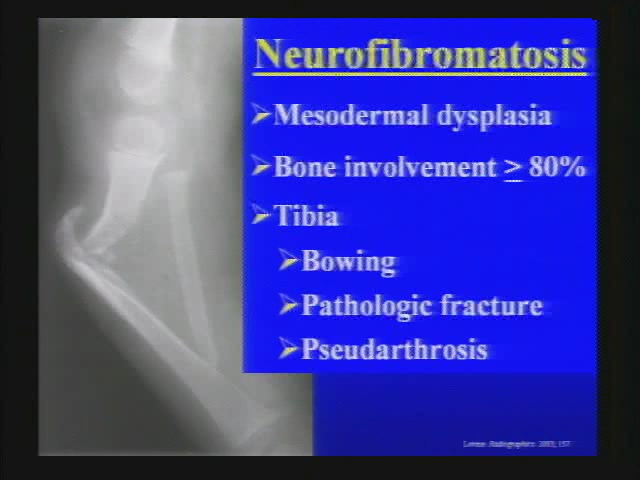 Neurofibromatosis
Mesodermal dysplasia
Bone involvement ≥ 80%
Tibia
Bowing
Pathologic fracture
Pseudarthrosis